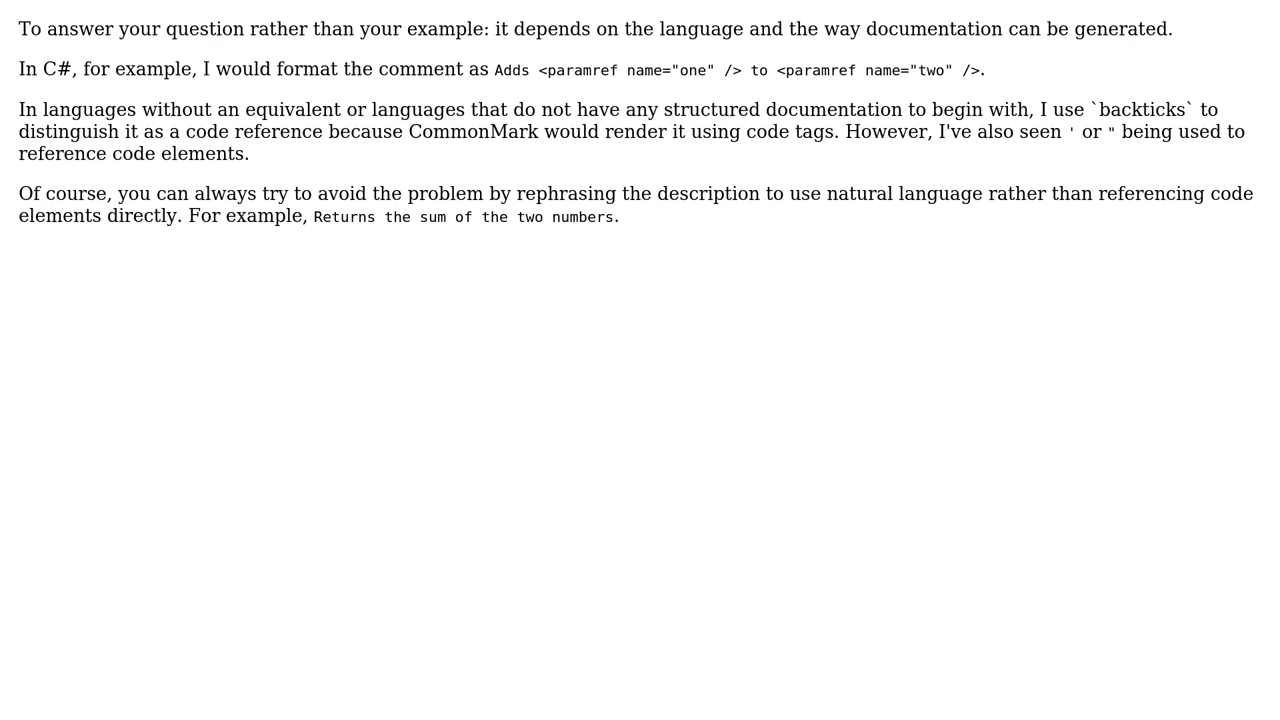 To answer your question rather than your example: it depends on the language and the way documentation can be generated.
In C#, for example, I would format the comment as Adds <paramref name="one" /> to <paramref name="two" />.
In languages without an equivalent or languages that do not have any structured documentation to begin with, I use `backticks` to
distinguish it as a code reference because CommonMark would render it using code tags. However, I've also seen ' or " being used to
reference code elements.
Of course, you can always try to avoid the problem by rephrasing the description to use natural language rather than referencing code
elements directly. For example, Returns the sum of the two numbers.